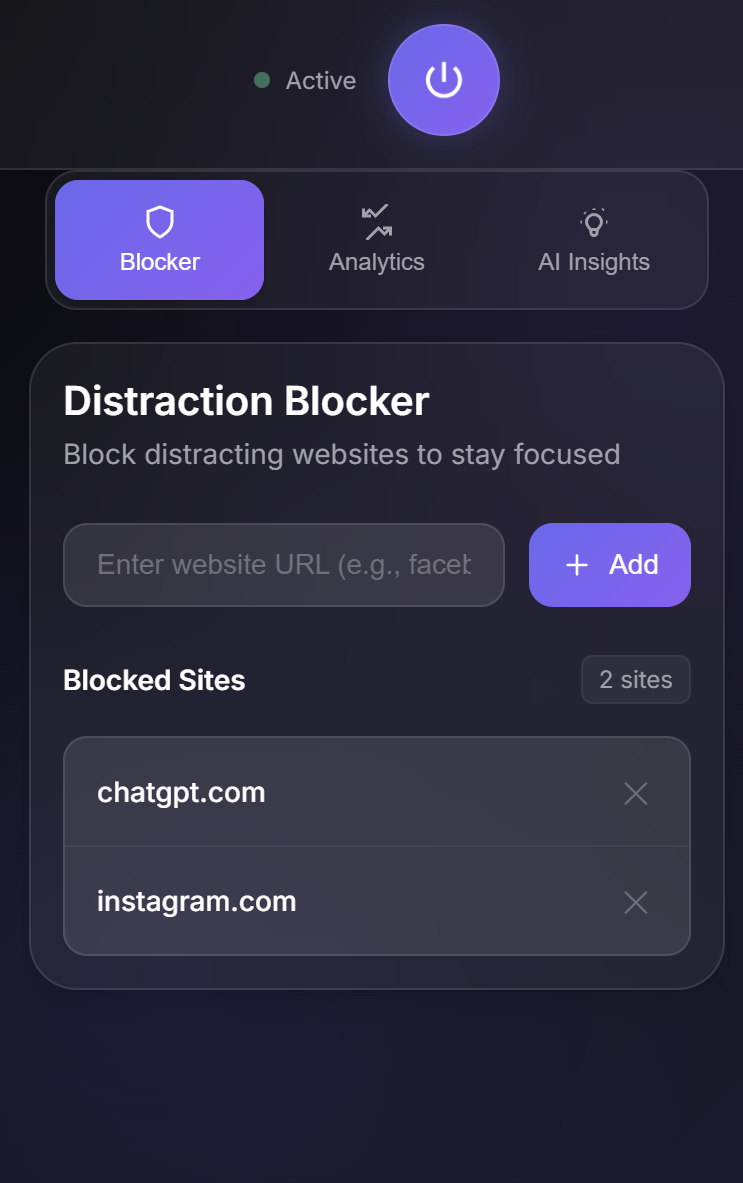 Active
Blocker
Analytics
AI Insights
Distraction Blocker
Block distracting websites to stay focused
Enter website URL (e.g., faceb
Add
Blocked Sites
2 sites
chatgpt.com
instagram.com